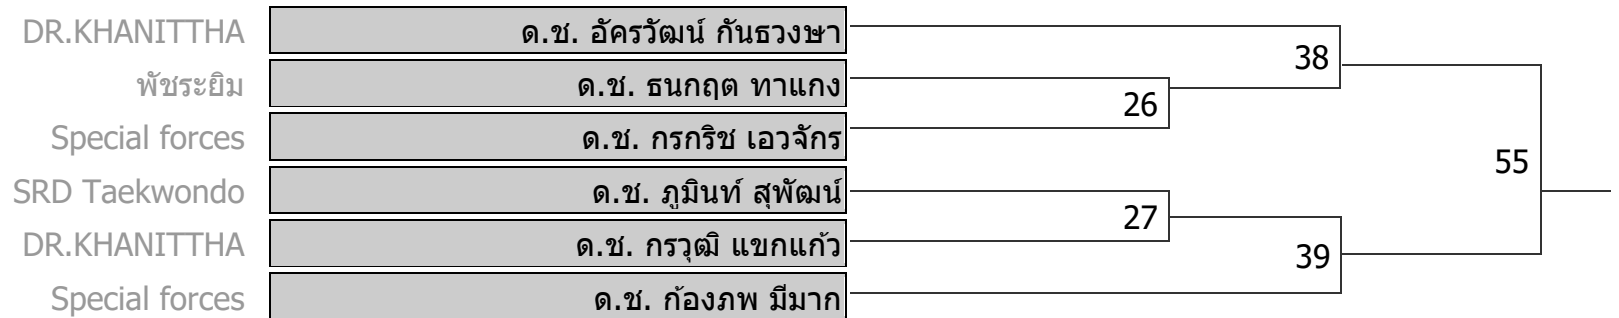 DR.KHANITTHA ด.ช. อัครวัฒน์ กันธวงษา
38
พัชระยิม ด.ช. ธนกฤต ทาแกง
26
Special forces ด.ช. กรกริช เอวจักร
55
SRD Taekwondo ด.ช. ภูมินท์ สุพัฒน์
27
DR.KHANITTHA ด.ช. กรวุฒิ แขกแก้ว
39
Special forces ด.ช. ก้องภพ มีมาก